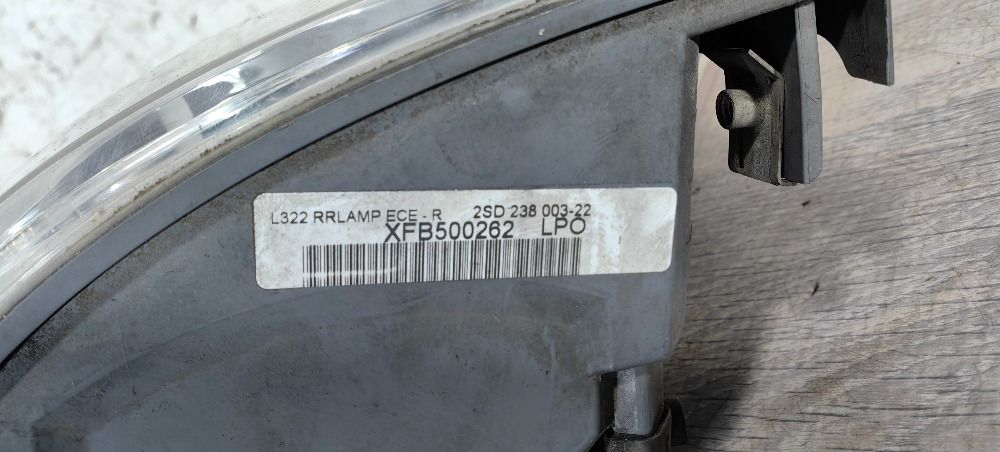 L322 RRLAMP ECE - R 2SD 238 003-22
XFB500262 LPO